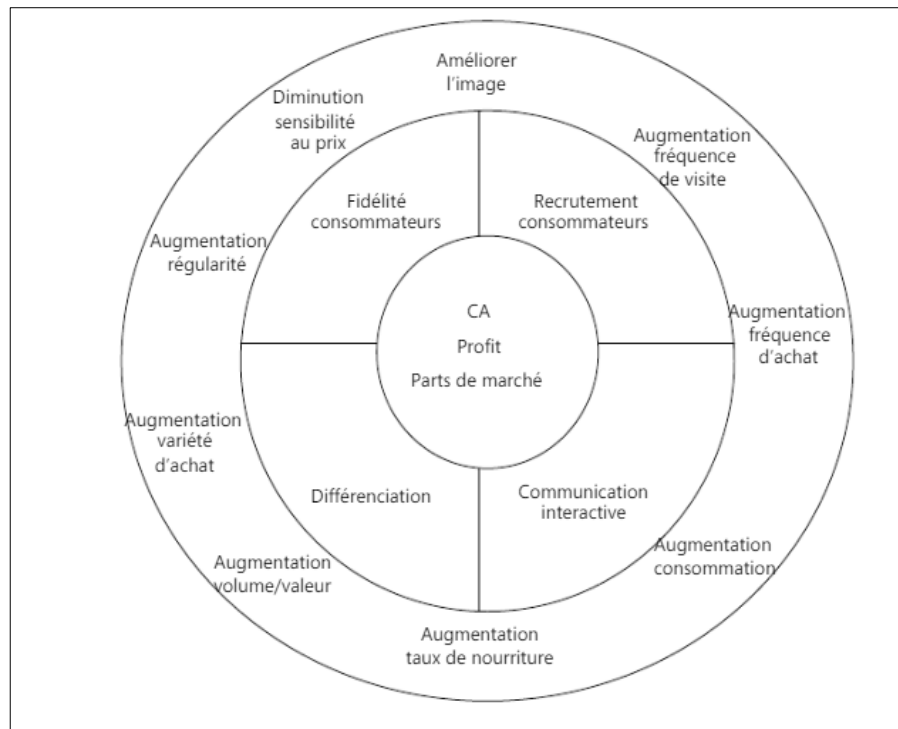 Améliorer
l'image
Diminution
sensibilité
au prix
Augmentation
fréquence
de visite
Fidélité
consommateurs
Recrutement
consommateurs
Augmentation
régularité
CA
Profit
Parts de marché
Augmentation
fréquence
d'achat
Augmentation
variété
d'achat
Différenciation
Communication
interactive
Augmentation
volume/valeur
Augmentation
consommation
Augmentation
taux de nourriture